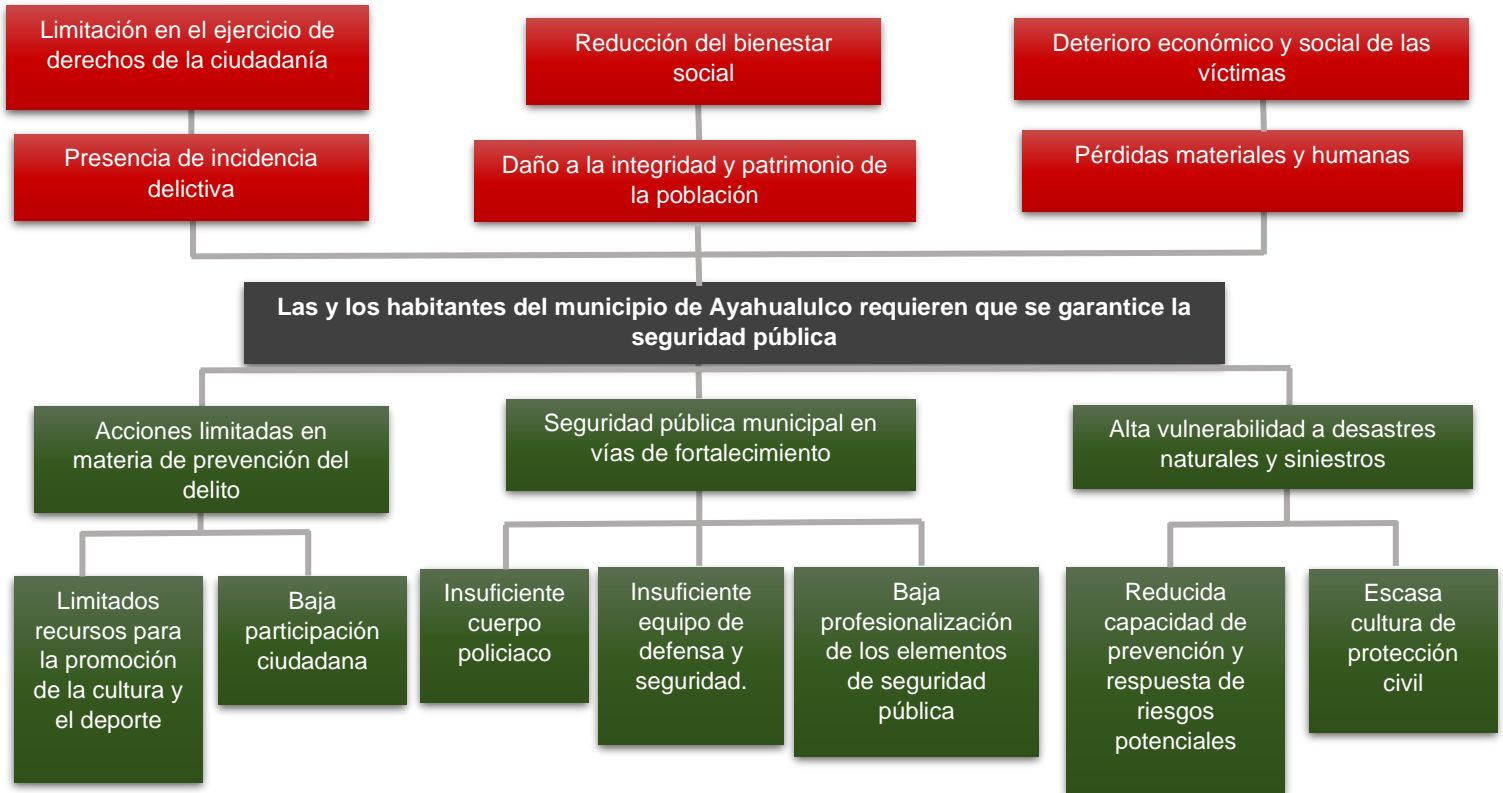 Limitación en el ejercicio de
derechos de la ciudadanía
Reducción del bienestar
social
Deterioro económico y social de las
víctimas
Presencia de incidencia
delictiva
Daño a la integridad y patrimonio de
la población
Pérdidas materiales y humanas
Las y los habitantes del municipio de Ayahualulco requieren que se garantice la
seguridad pública
Acciones limitadas en
materia de prevención del
delito
Seguridad pública municipal en
vías de fortalecimiento
Alta vulnerabilidad a desastres
naturales y siniestros
Limitados
recursos para
la promoción
de la cultura y
el deporte
Baja
participación
ciudadana
Insuficiente
cuerpo
policiaco
Insuficiente
equipo de
defensa y
seguridad.
Baja
profesionalización
de los elementos
de seguridad
pública
Reducida
capacidad de
prevención y
respuesta de
riesgos
potenciales
Escasa
cultura de
protección
civil